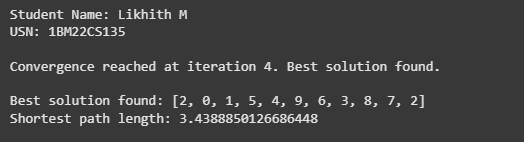 Student Name: Likhith M
USN: 1BM22CS135
Convergence reached at iteration 4. Best solution found.
Best solution found: [2, 0, 1, 5, 4, 9, 6, 3, 8, 7, 2]
Shortest path length: 3.4388850126686448